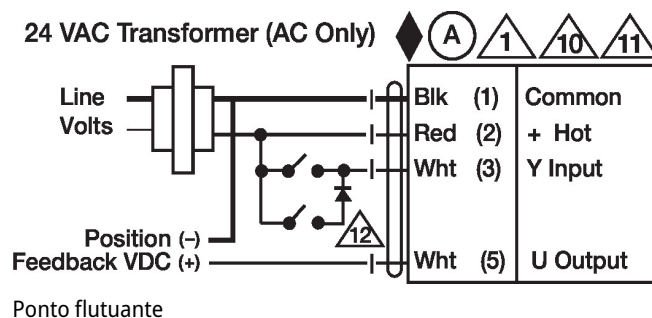 24 VAC Transformer (AC Only) A 1 10 11
Line Volts
Blk (1) Common
Red (2) + Hot
Wht (3) Y Input
12
Position (–)
Feedback VDC (+)
Wht (5) U Output
Ponto flutuante